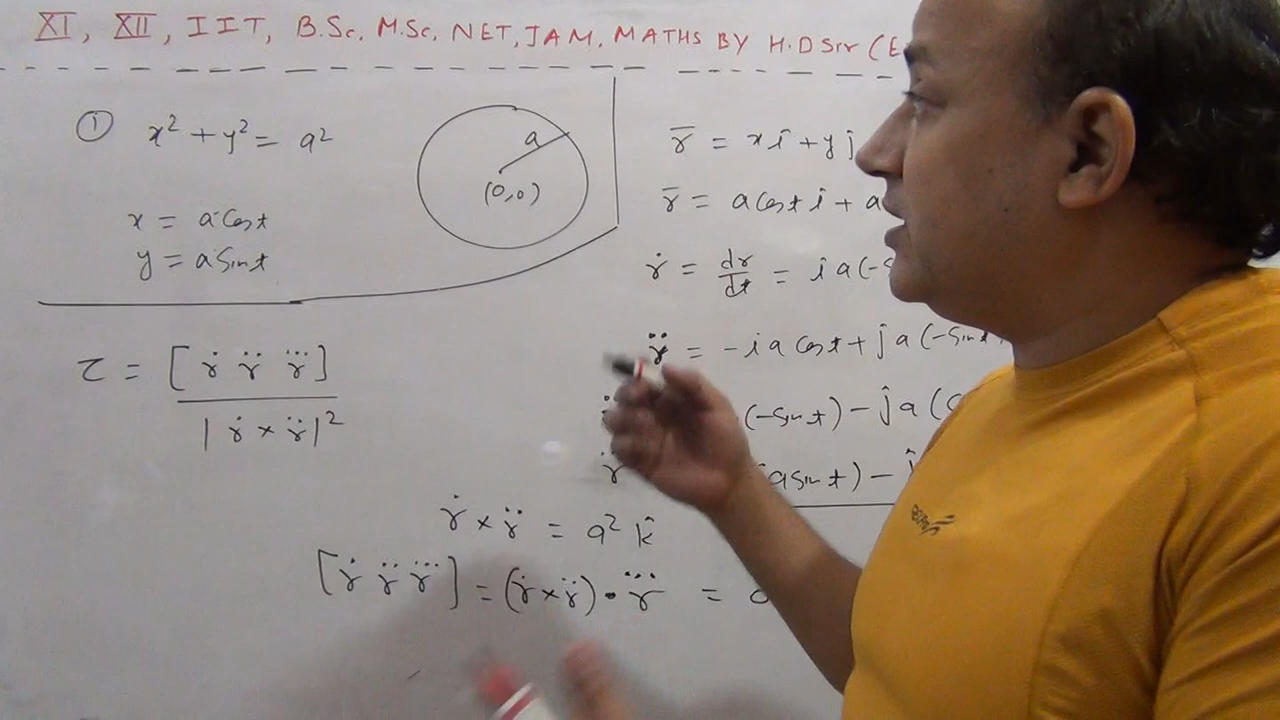 XI, XII, IIT, B.Sc, M.Sc, NET, JAM, MATHS BY H.D Sir (E
① x² + y² = a²
a
(0,0)
x = a Cos t
y = a Sin t
τ = [ṙ r̈ r⃛] / |ṙ × r̈|²
r̄ = x î + y j
r̄ = a Cos t î + a
ṙ = dr/dt = î a(-S
r̈ = -î a Cos t + ĵ a (-Sin t
(-Sin t) - ĵ a (C
a Sin t) -
ṙ × r̈ = a² k̂
[ṙ r̈ r⃛] = (ṙ × r̈) · r⃛ = 0